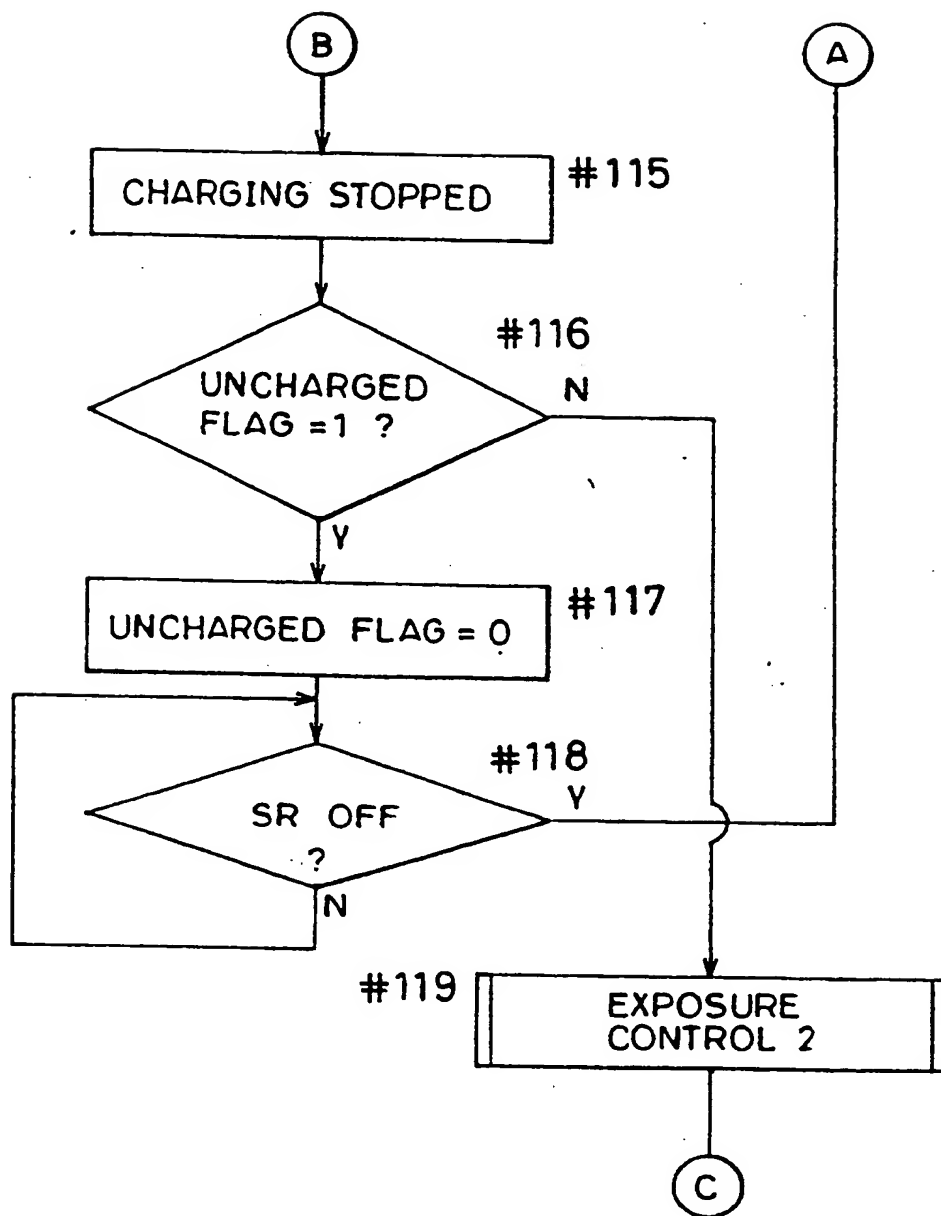 B
A
CHARGING STOPPED
#115
#116
UNCHARGED
FLAG = 1 ?
N
Y
UNCHARGED FLAG = 0
#117
#118
SR OFF
?
Y
N
#119
EXPOSURE
CONTROL 2
C